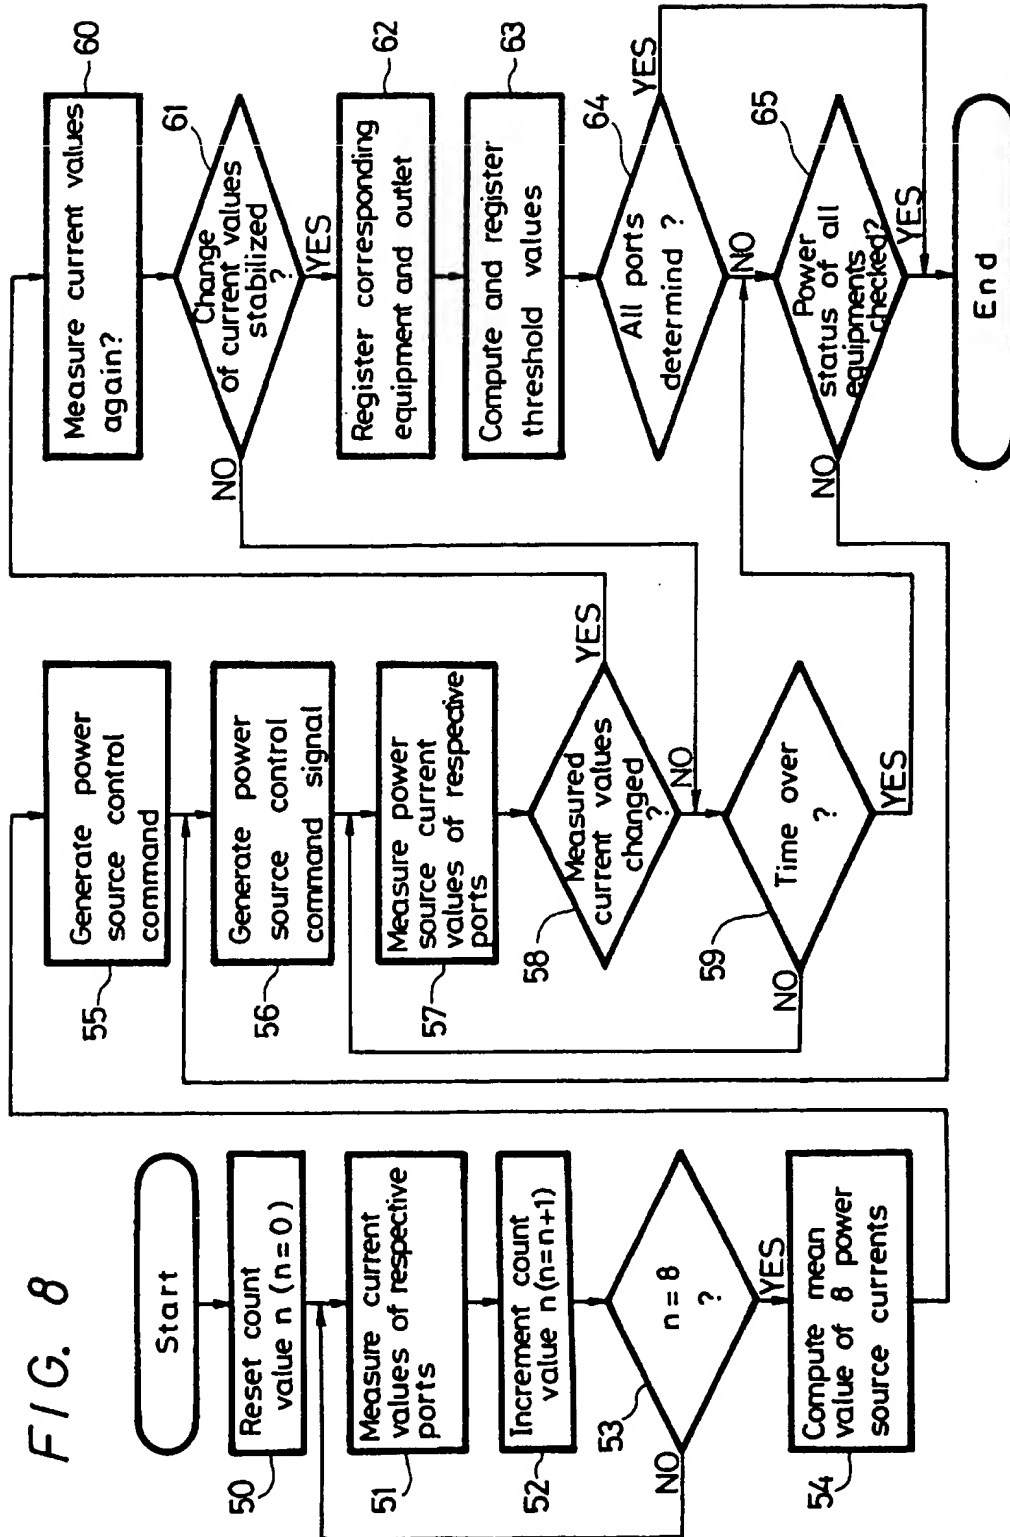 FIG. 8
Start
50
Reset count
value n (n=0)
51
Measure current
values of respective
ports
52
Increment count
value n(n=n+1)
53
n=8
?
NO
YES
54
Compute mean
value of 8 power
source currents
55
Generate power
source control
command
56
Generate power
source control
command signal
57
Measure power
source current
values of respective
ports
58
Measured
current values
changed
?
YES
NO
59
Time over
?
NO
YES
60
Measure current values
again?
61
Change
of current values
stabilized
?
NO
YES
62
Register corresponding
equipment and outlet
63
Compute and register
threshold values
64
All ports
determind ?
YES
NO
65
Power
status of all
equipments
checked?
NO
YES
End